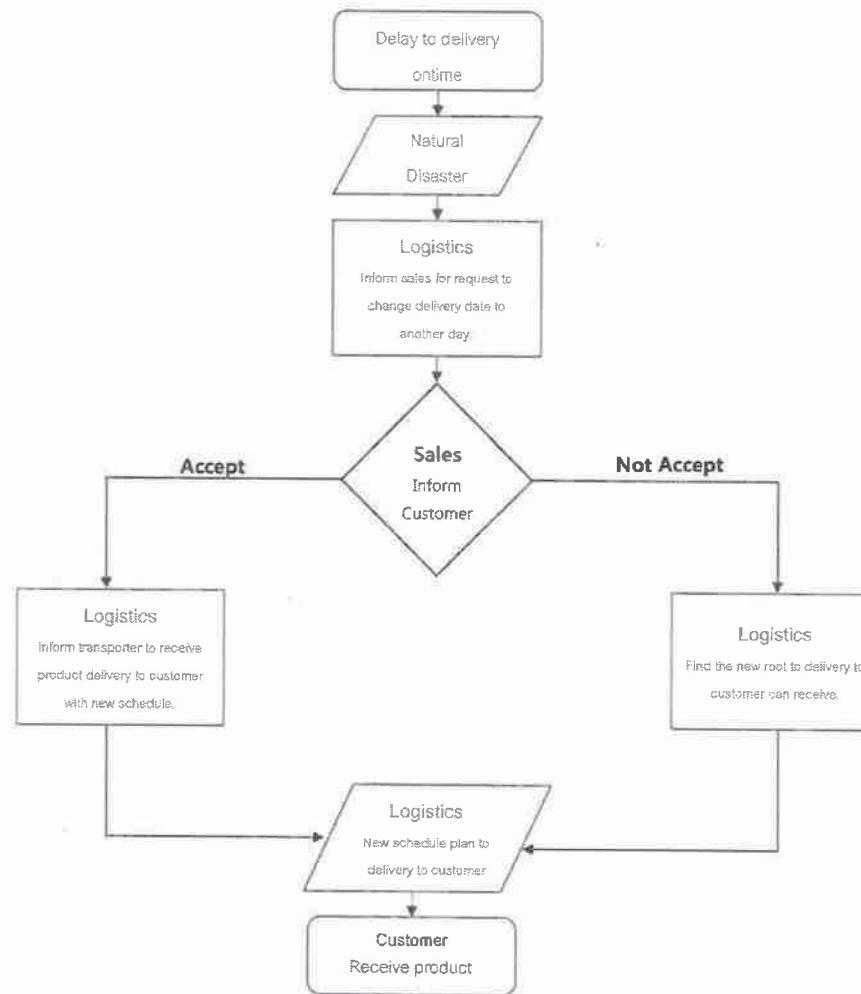 Delay to delivery
ontime
Natural
Disaster
Logistics
Inform sales for request to
change delivery date to
another day.
Sales
Inform
Customer
Accept
Not Accept
Logistics
Inform transporter to receive
product delivery to customer
with new schedule.
Logistics
Find the new root to delivery to
customer can receive.
Logistics
New schedule plan to
delivery to customer
Customer
Receive product